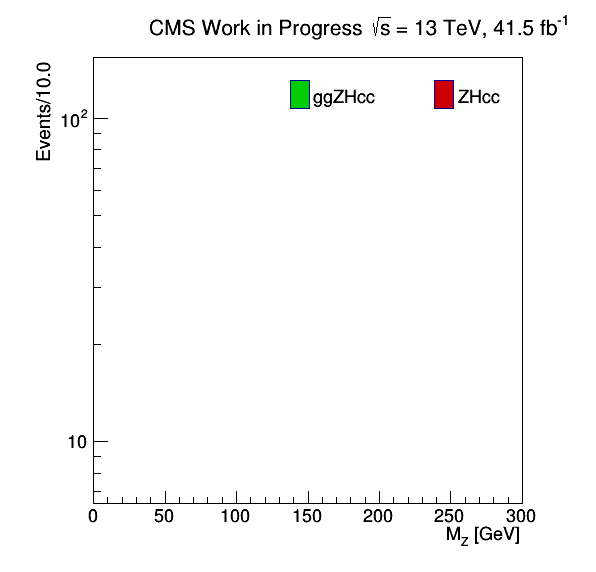 CMS Work in Progress √s = 13 TeV, 41.5 fb⁻¹
Events/10.0
ggZHcc
ZHcc
10²
10
0 50 100 150 200 250 300
M_Z [GeV]